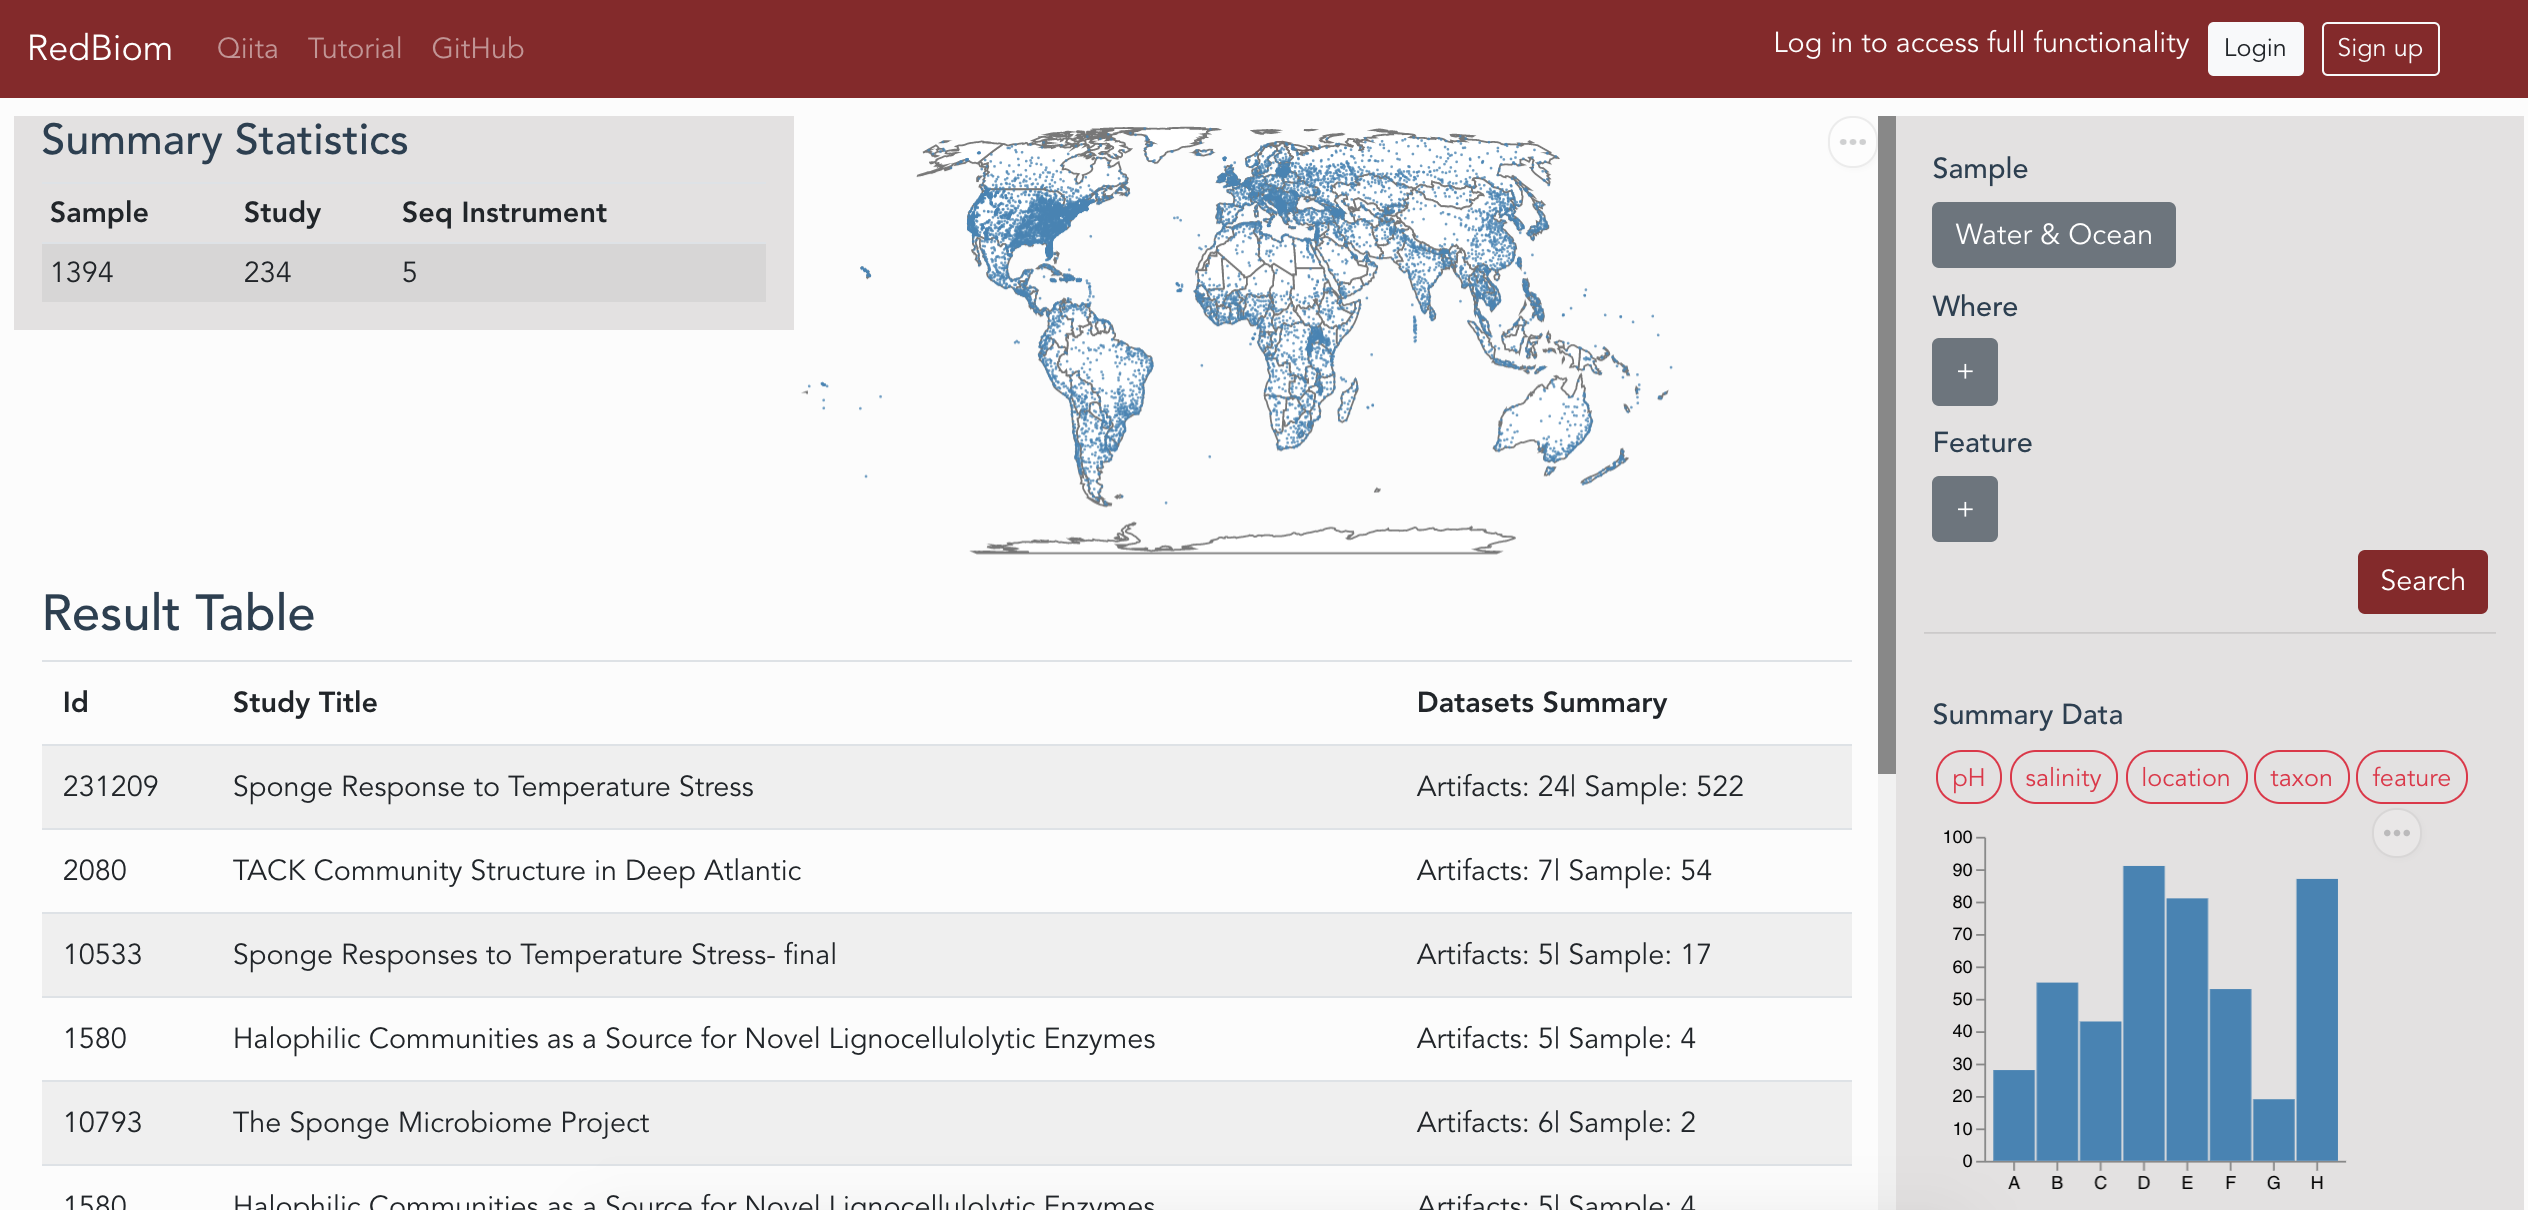 RedBiom Qiita Tutorial GitHub Log in to access full functionality Login Sign up
Summary Statistics
Sample Study Seq Instrument
1394 234 5
Result Table
Id Study Title Datasets Summary
231209 Sponge Response to Temperature Stress Artifacts: 24| Sample: 522
2080 TACK Community Structure in Deep Atlantic Artifacts: 7| Sample: 54
10533 Sponge Responses to Temperature Stress- final Artifacts: 5| Sample: 17
1580 Halophilic Communities as a Source for Novel Lignocellulolytic Enzymes Artifacts: 5| Sample: 4
10793 The Sponge Microbiome Project Artifacts: 6| Sample: 2
1580 Halophilic Communities as a Source for Novel Lignocellulolytic Enzymes Artifacts: 5| Sample: 4
Sample
Water & Ocean
Where
+
Feature
+
Search
Summary Data
pH salinity location taxon feature
100
90
80
70
60
50
40
30
20
10
0
A B C D E F G H